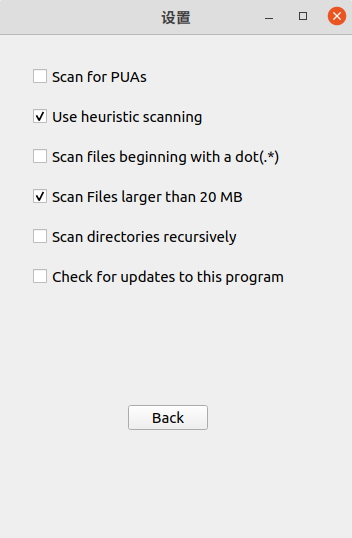 设置
Scan for PUAs
Use heuristic scanning
Scan files beginning with a dot(.*)
Scan Files larger than 20 MB
Scan directories recursively
Check for updates to this program
Back